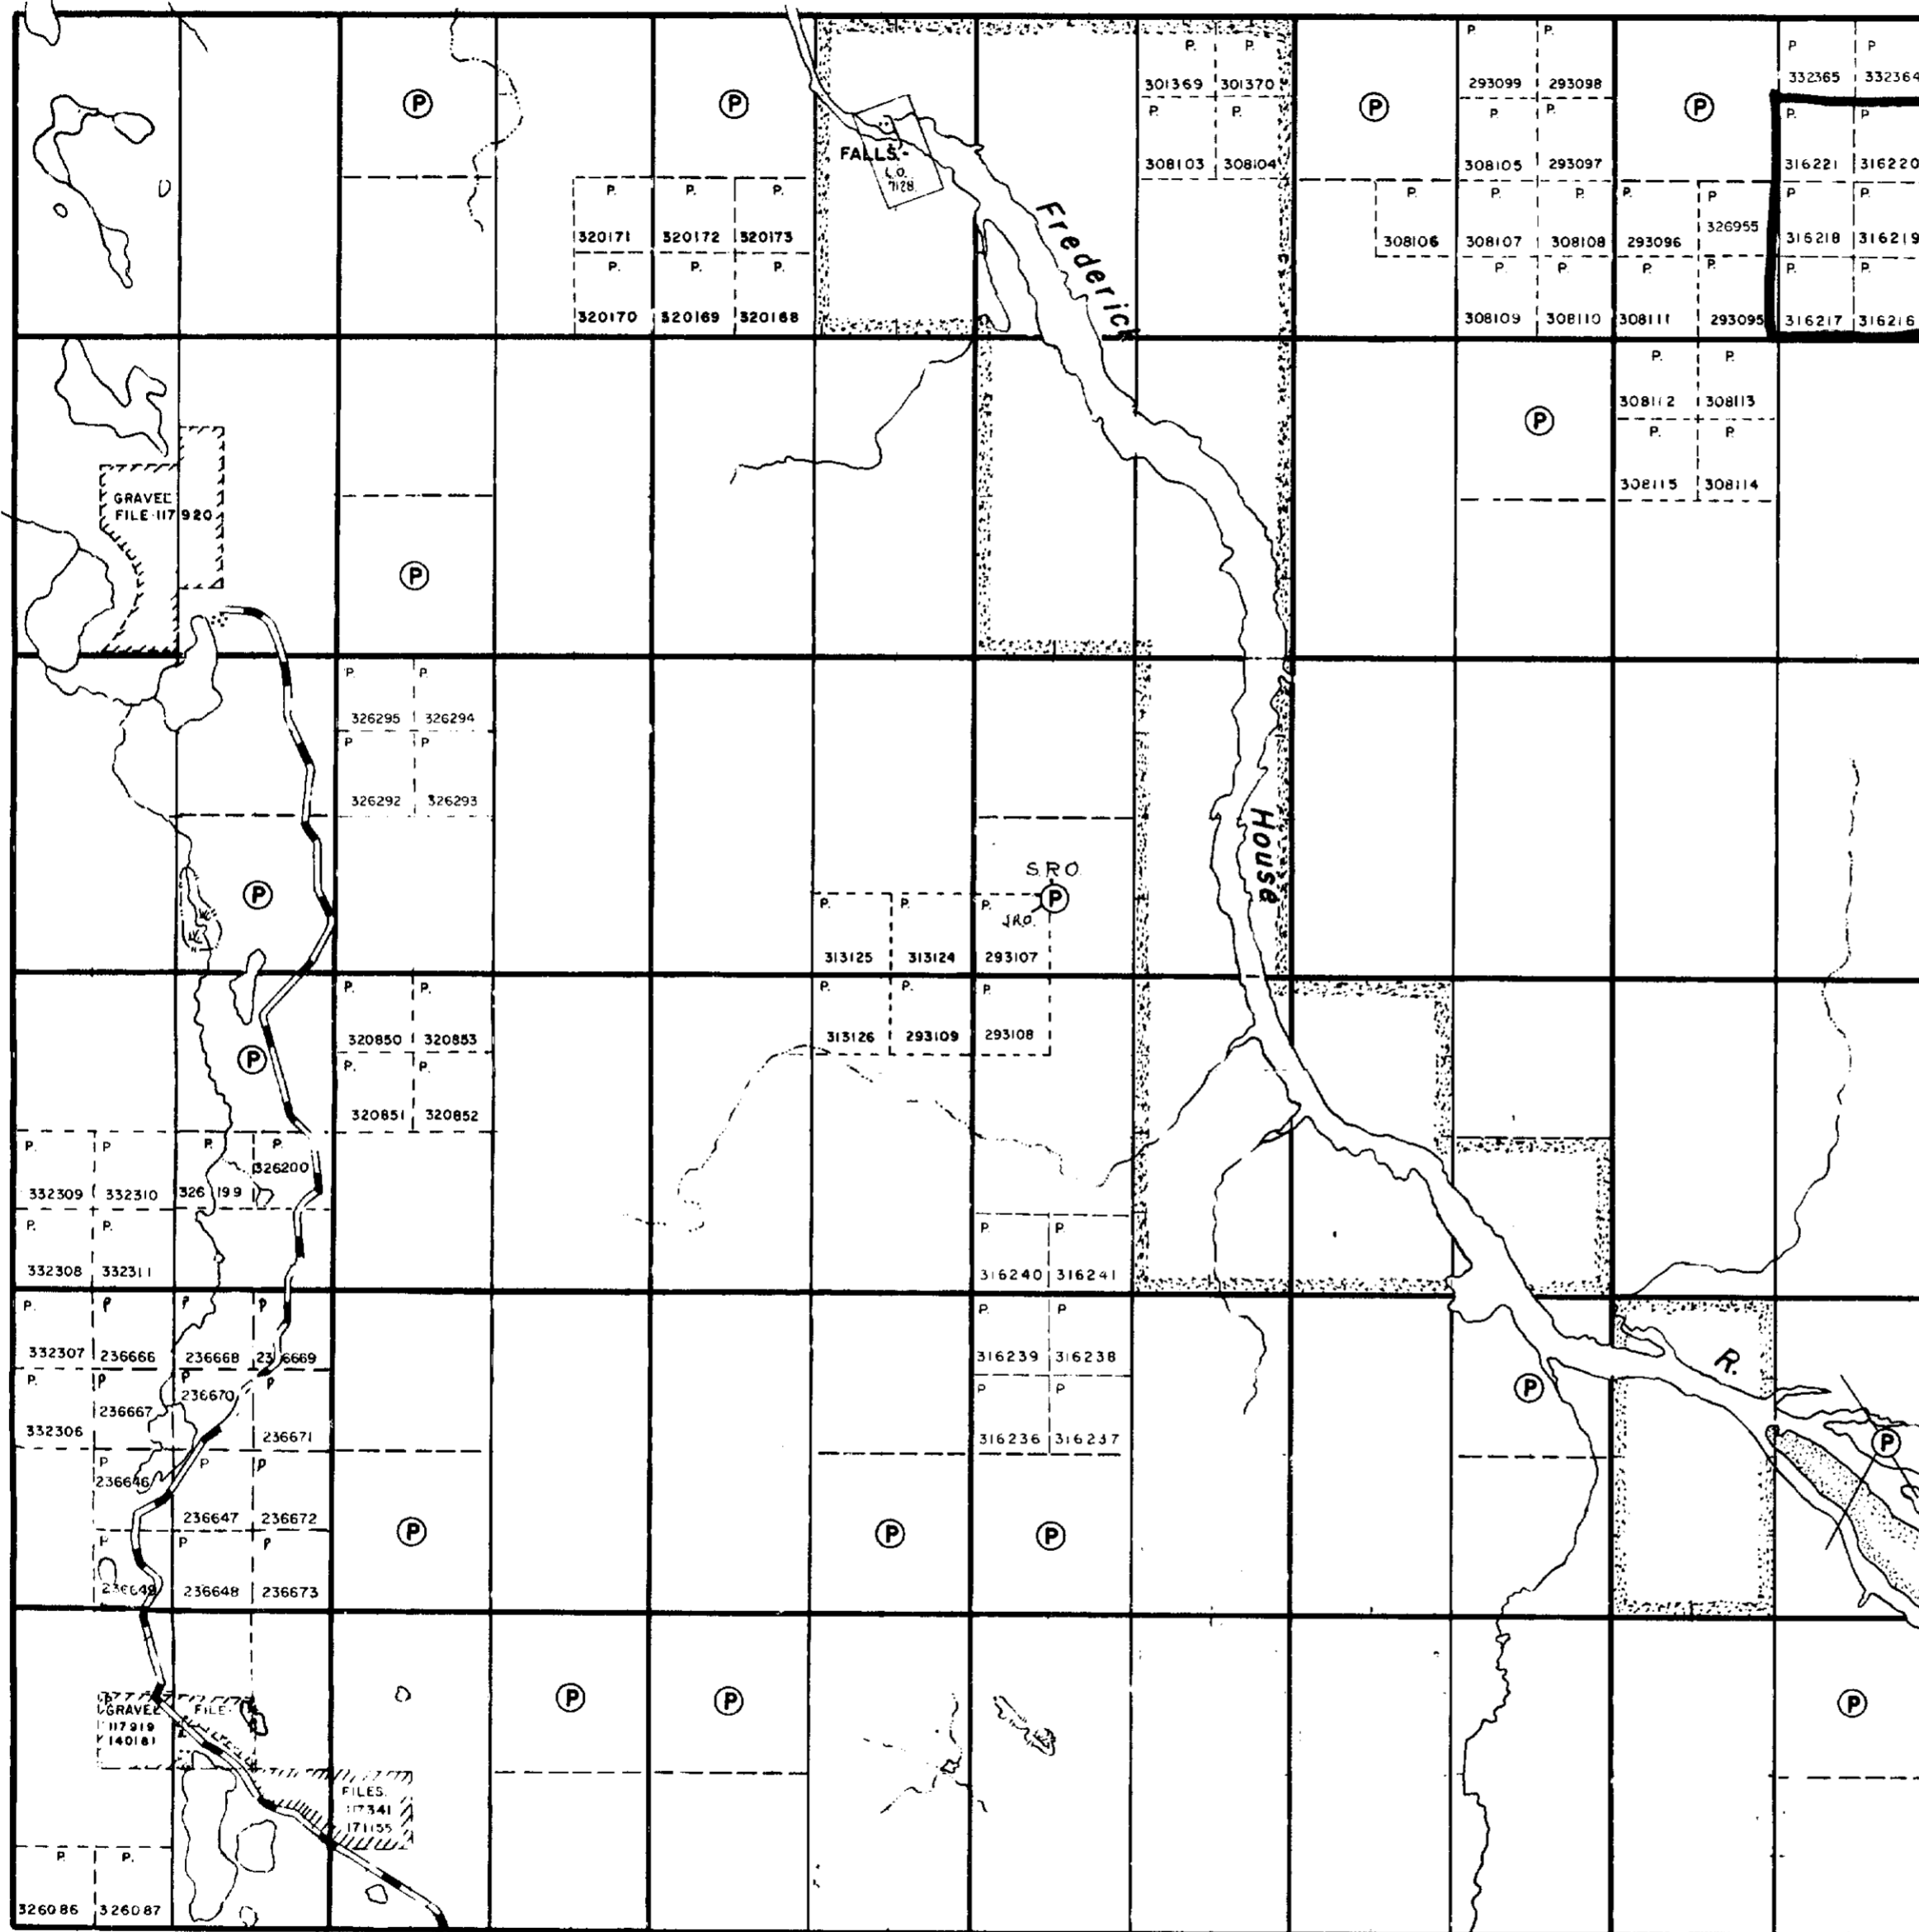 P. P. P. P. P P
301369 301370 293099 293098 332365 332364
P P P P
P. P. P. P. P. P
FALLS.-
308103 308104 308105 293097 316221 316220
L.O.
7128
P. P. P. P. P. P. P. P P. P.
326955
320171 320172 320173 308106 308107 308108 293096 316218 316219
Frederick
P. P. P. P. P. P. P. P. P.
320170 320169 320168 308109 308110 308111 293095 316217 316216
P. P.
308112 308113
P
P. P.
308115 308114
GRAVEL
FILE 117920
P
P. P.
326295 326294
P P
326292 326293
House
S.R.O.
P P
P. P. P.
313125 313124 293107
P. P. P. P. P.
320850 320853 313126 293109 293108
P
P. P.
320851 320852
P. P P. P.
326200
332309 332310 326199
P. P.
332308 332311
P. P
316240 316241
P. P P P P P
332307 236666 236668 236669 316239 316238
R.
P. P P P P P
236670
236667
332306 236671 316236 316237
P
P
P P P
236646
236647 236672
P P P
P P P
236649 236648 236673
P P P
GRAVEL FILE
117919
140181
FILES.
117341
171155
P. P.
326086 326087